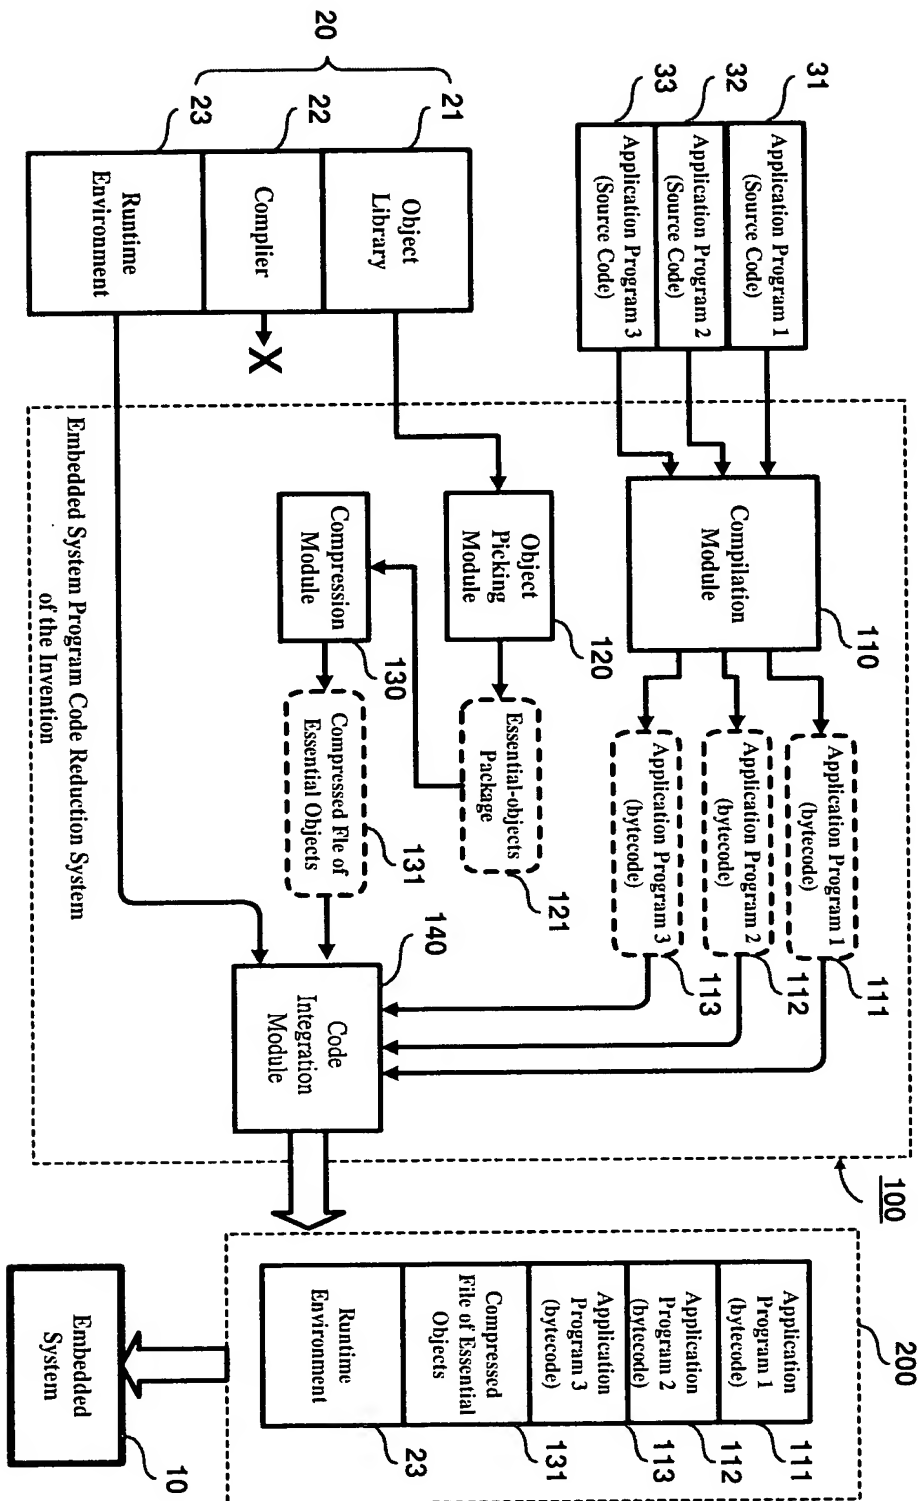 31
32
33
Application Program 1
(Source Code)
Application Program 2
(Source Code)
Application Program 3
(Source Code)
Compilation
Module
110
Application Program 1
(bytecode)
111
Application Program 2
(bytecode)
112
Application Program 3
(bytecode)
113
20
21
22
23
Object
Library
Complier
Runtime
Environment
X
Object
Picking
Module
120
Essential-objects
Package
121
Compression
Module
130
Compressed Fle of
Essential Objects
131
140
Code
Integration
Module
Embedded System Program Code Reduction System
of the Invention
100
200
Application
Program 1
(bytecode)
111
Application
Program 2
(bytecode)
112
Application
Program 3
(bytecode)
113
Compressed
File of Essential
Objects
131
Runtime
Environment
23
Embedded
System
10